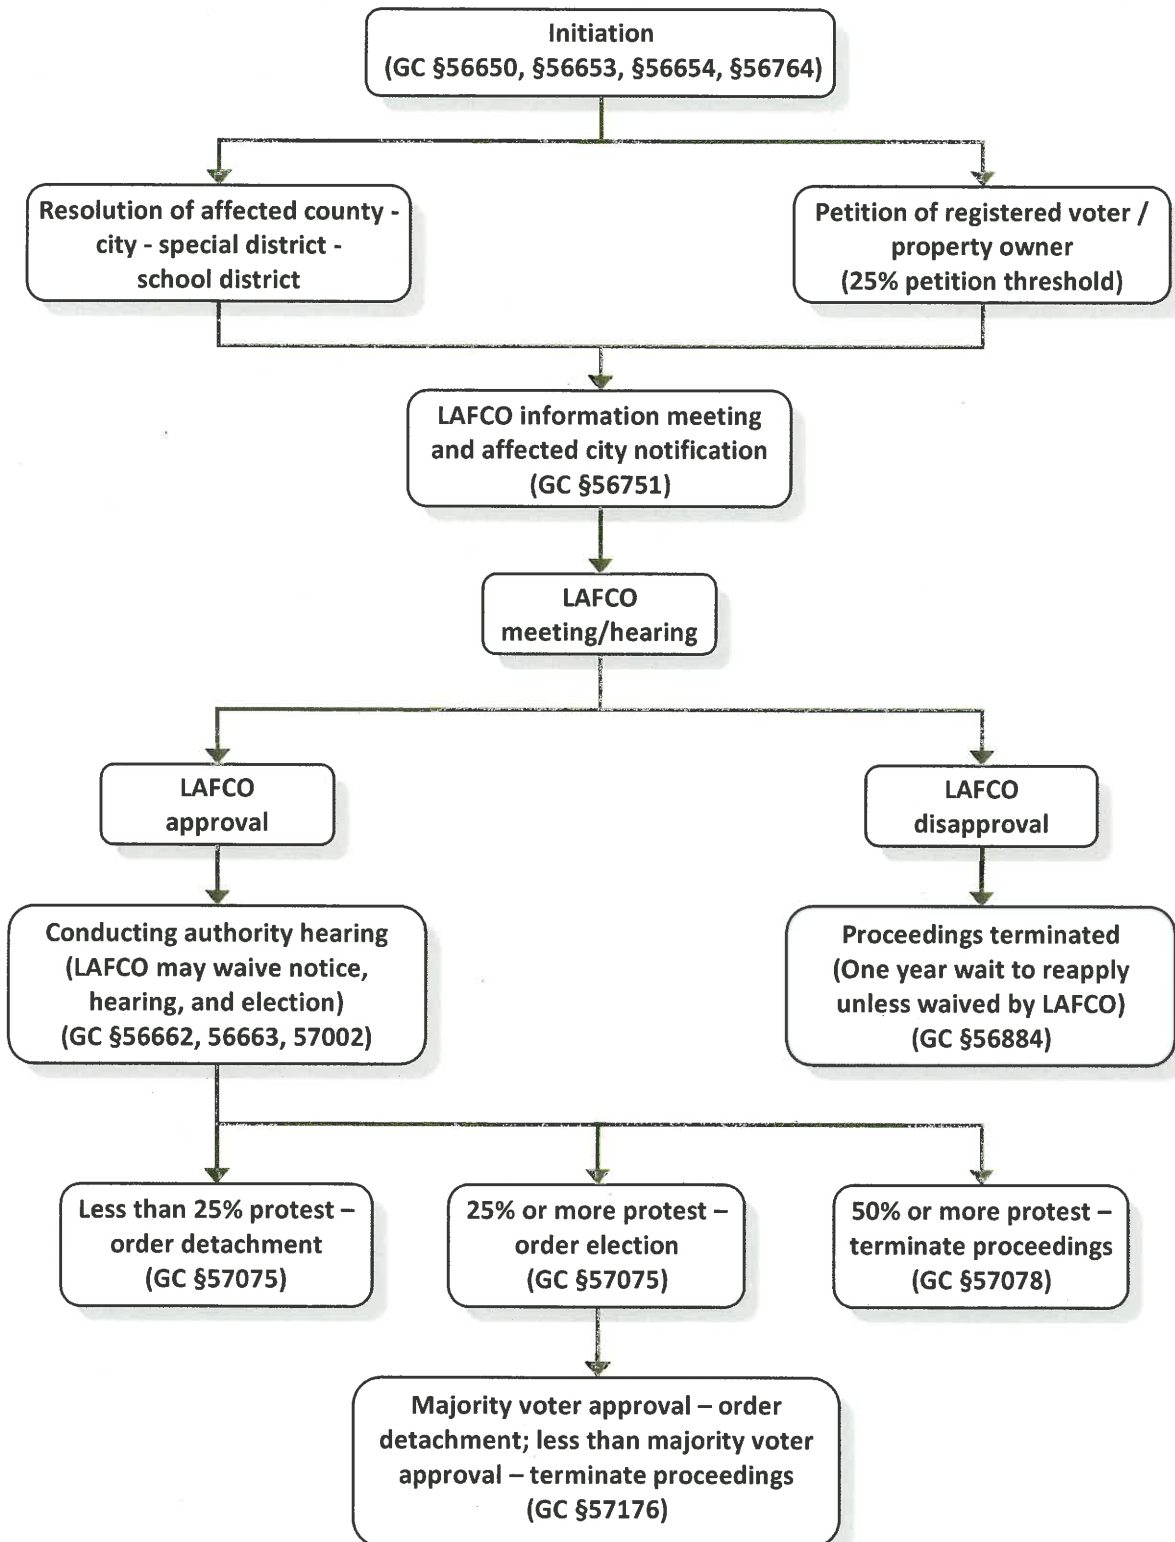 Initiation
(GC §56650, §56653, §56654, §56764)
Resolution of affected county -
city - special district -
school district
Petition of registered voter /
property owner
(25% petition threshold)
LAFCO information meeting
and affected city notification
(GC §56751)
LAFCO
meeting/hearing
LAFCO
approval
LAFCO
disapproval
Conducting authority hearing
(LAFCO may waive notice,
hearing, and election)
(GC §56662, 56663, 57002)
Proceedings terminated
(One year wait to reapply
unless waived by LAFCO)
(GC §56884)
Less than 25% protest –
order detachment
(GC §57075)
25% or more protest –
order election
(GC §57075)
50% or more protest –
terminate proceedings
(GC §57078)
Majority voter approval – order
detachment; less than majority voter
approval – terminate proceedings
(GC §57176)